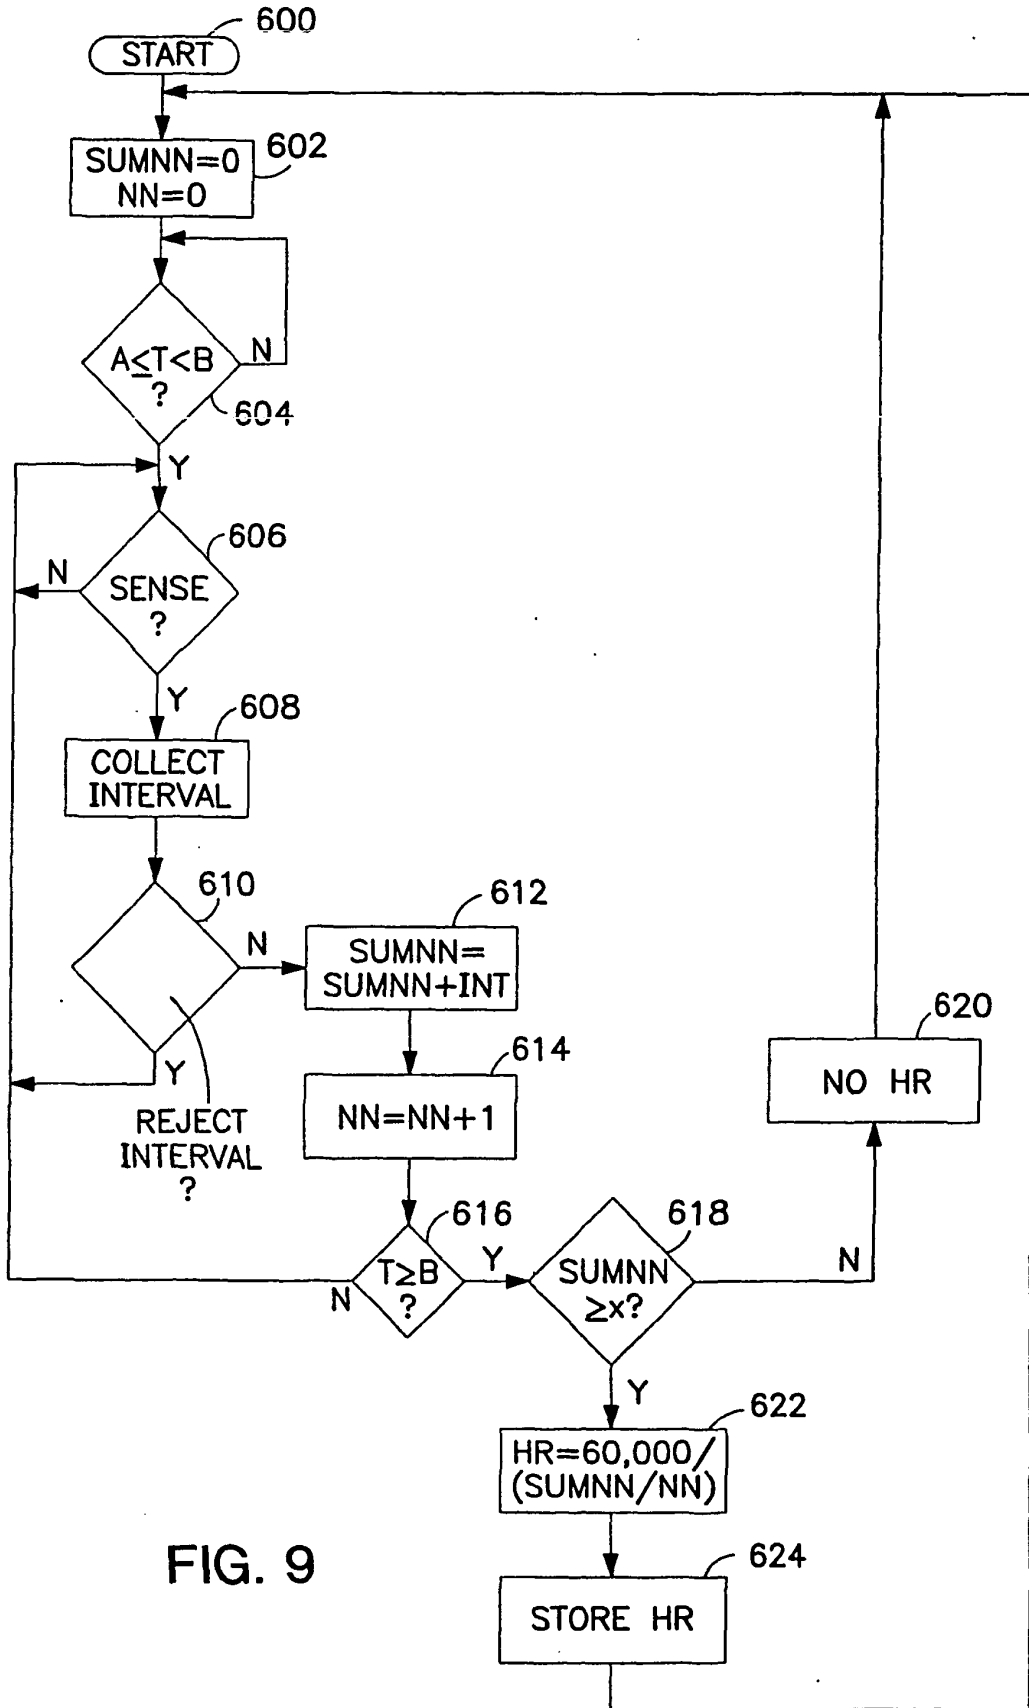 600
START
602
SUMNN=0
NN=0
A≤T<B
?
N
604
Y
606
N
SENSE
?
Y
608
COLLECT
INTERVAL
610
N
612
SUMNN=
SUMNN+INT
Y
REJECT
INTERVAL
?
614
NN=NN+1
616
T≥B
?
N
Y
618
SUMNN
≥x?
N
620
NO HR
Y
622
HR=60,000/
(SUMNN/NN)
624
STORE HR
FIG. 9